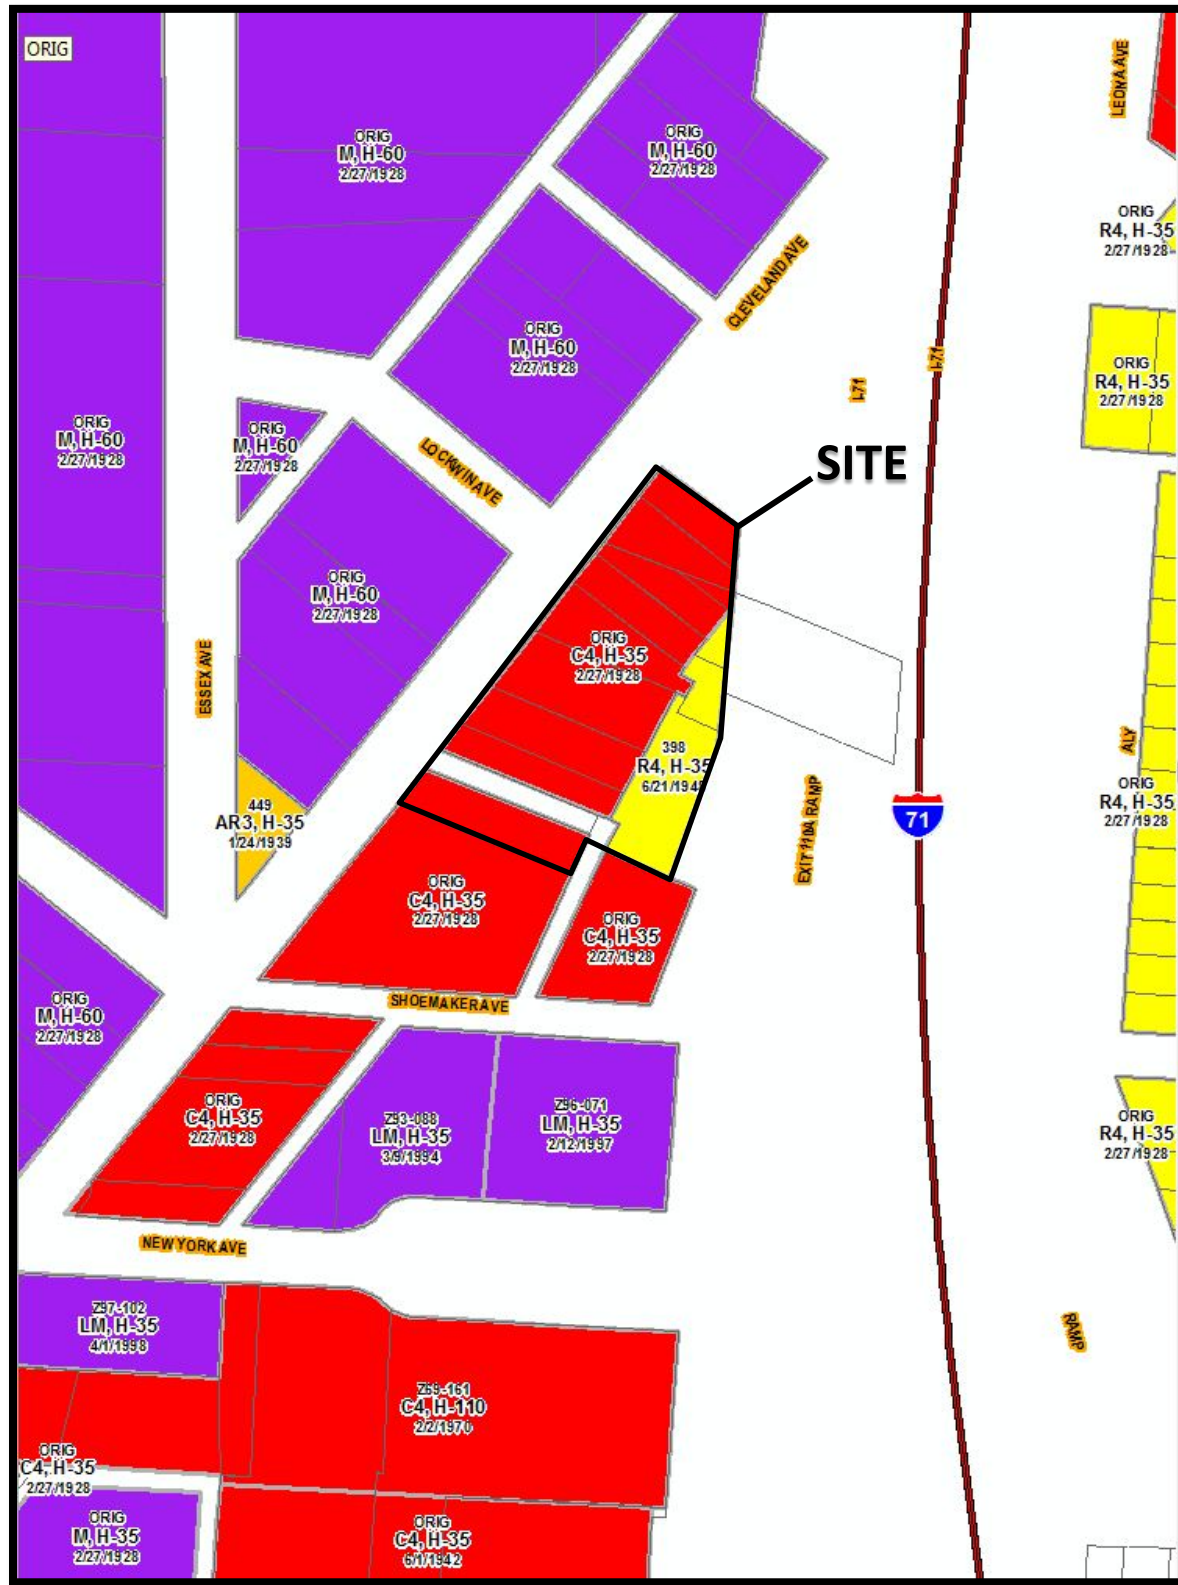 ORIG
LEONA AVE
ORIG
M, H-60
2/27/1928
ORIG
M, H-60
2/27/1928
ORIG
R4, H-35
2/27/1928
CLEVELAND AVE
ORIG
M, H-60
2/27/1928
I-71
I-71
ORIG
R4, H-35
2/27/1928
ORIG
M, H-60
2/27/1928
ORIG
M, H-60
2/27/1928
LOCKWIN AVE
SITE
ORIG
M, H-60
2/27/1928
ESSEX AVE
ORIG
C4, H-35
2/27/1928
398
R4, H-35
6/21/194
ALY
ORIG
R4, H-35
2/27/1928
449
AR3, H-35
1/24/1939
EXIT 110A RAMP
71
ORIG
C4, H-35
2/27/1928
ORIG
C4, H-35
2/27/1928
SHOEMAKER AVE
ORIG
M, H-60
2/27/1928
ORIG
C4, H-35
2/27/1928
Z93-088
LM, H-35
3/9/1994
Z96-071
LM, H-35
2/12/1997
ORIG
R4, H-35
2/27/1928
NEW YORK AVE
Z97-102
LM, H-35
4/1/1998
RAMP
Z69-161
C4, H-110
2/2/1970
ORIG
C4, H-35
2/27/1928
ORIG
M, H-35
2/27/1928
ORIG
C4, H-35
6/1/1942